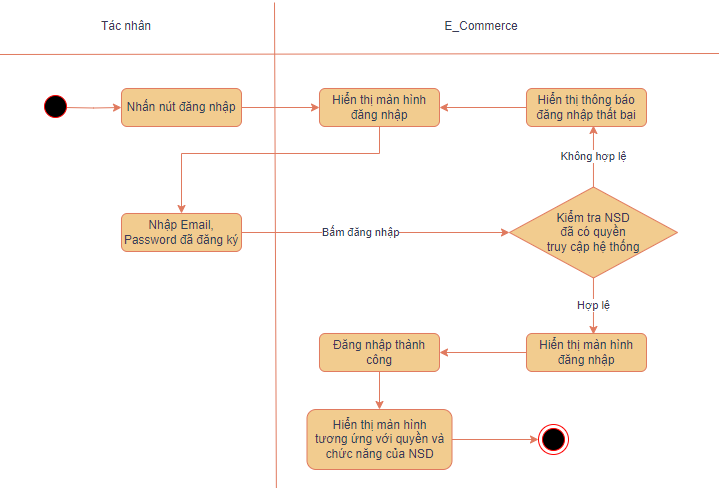 Tác nhân
E_Commerce
Nhấn nút đăng nhập
Hiển thị màn hình
đăng nhập
Hiển thị thông báo
đăng nhập thất bại
Không hợp lệ
Nhập Email,
Password đã đăng ký
Bấm đăng nhập
Kiểm tra NSD
đã có quyền
truy cập hệ thống
Hợp lệ
Đăng nhập thành
công
Hiển thị màn hình
đăng nhập
Hiển thị màn hình
tương ứng với quyền và
chức năng của NSD